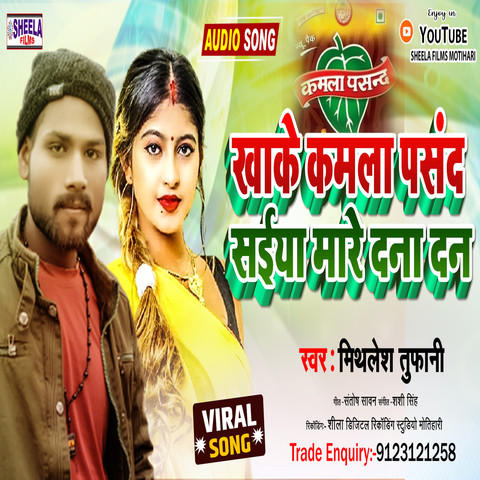 SHEELA
FILMS
AUDIO SONG
Enjoy in
YOUTUBE
SHEELA FILMS MOTIHARI
न्यू पैक
कमला पसन्द
खाके कमला पसंद
सईया मारे दना दन
स्वर : मिथलेश तुफानी
गीत-संतोष सावन संगीत-शशी सिंह
रिकॉडिंग:- शीला डिजिटल रिकॉडिंग स्टुडियो मोतिहारी
VIRAL
SONG
Trade Enquiry:-9123121258